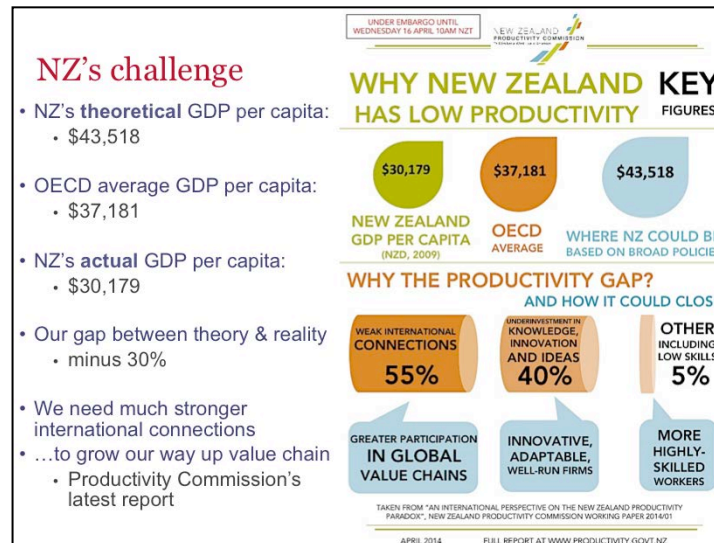 NZ's challenge
• NZ's theoretical GDP per capita:
• $43,518
• OECD average GDP per capita:
• $37,181
• NZ's actual GDP per capita:
• $30,179
• Our gap between theory & reality
• minus 30%
• We need much stronger
international connections
• …to grow our way up value chain
• Productivity Commission's
latest report
UNDER EMBARGO UNTIL
WEDNESDAY 16 APRIL 10AM NZT
NEW ZEALAND
PRODUCTIVITY COMMISSION
WHY NEW ZEALAND
HAS LOW PRODUCTIVITY
KEY
FIGURES
$30,179
$37,181
$43,518
NEW ZEALAND
GDP PER CAPITA
(NZD, 2009)
OECD
AVERAGE
WHERE NZ COULD BE
BASED ON BROAD POLICIE
WHY THE PRODUCTIVITY GAP?
AND HOW IT COULD CLOS
WEAK INTERNATIONAL
CONNECTIONS
55%
UNDERINVESTMENT IN
KNOWLEDGE,
INNOVATION
AND IDEAS
40%
OTHER
INCLUDING
LOW SKILLS
5%
GREATER PARTICIPATION
IN GLOBAL
VALUE CHAINS
INNOVATIVE,
ADAPTABLE,
WELL-RUN FIRMS
MORE
HIGHLY-
SKILLED
WORKERS
TAKEN FROM "AN INTERNATIONAL PERSPECTIVE ON THE NEW ZEALAND PRODUCTIVITY
PARADOX", NEW ZEALAND PRODUCTIVITY COMMISSION WORKING PAPER 2014/01
APRIL 2014
FULL REPORT AT WWW.PRODUCTIVITY.GOVT.NZ